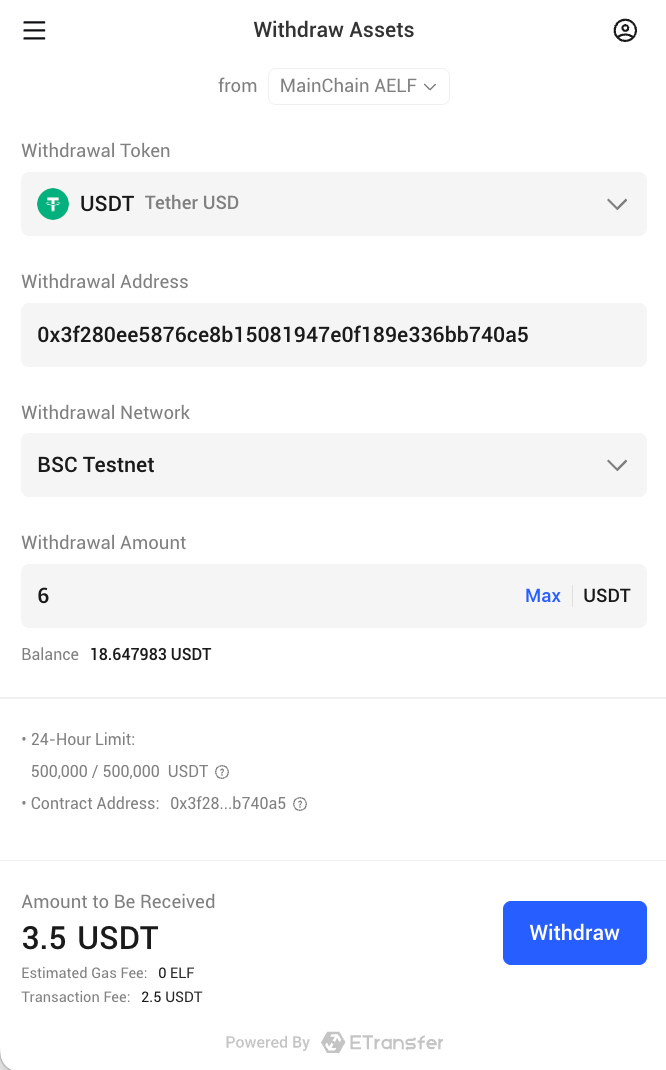 Withdraw Assets
from MainChain AELF
Withdrawal Token
USDT Tether USD
Withdrawal Address
0x3f280ee5876ce8b15081947e0f189e336bb740a5
Withdrawal Network
BSC Testnet
Withdrawal Amount
6 Max USDT
Balance 18.647983 USDT
• 24-Hour Limit:
500,000 / 500,000 USDT
• Contract Address: 0x3f28...b740a5
Amount to Be Received
3.5 USDT
Withdraw
Estimated Gas Fee: 0 ELF
Transaction Fee: 2.5 USDT
Powered By ETransfer